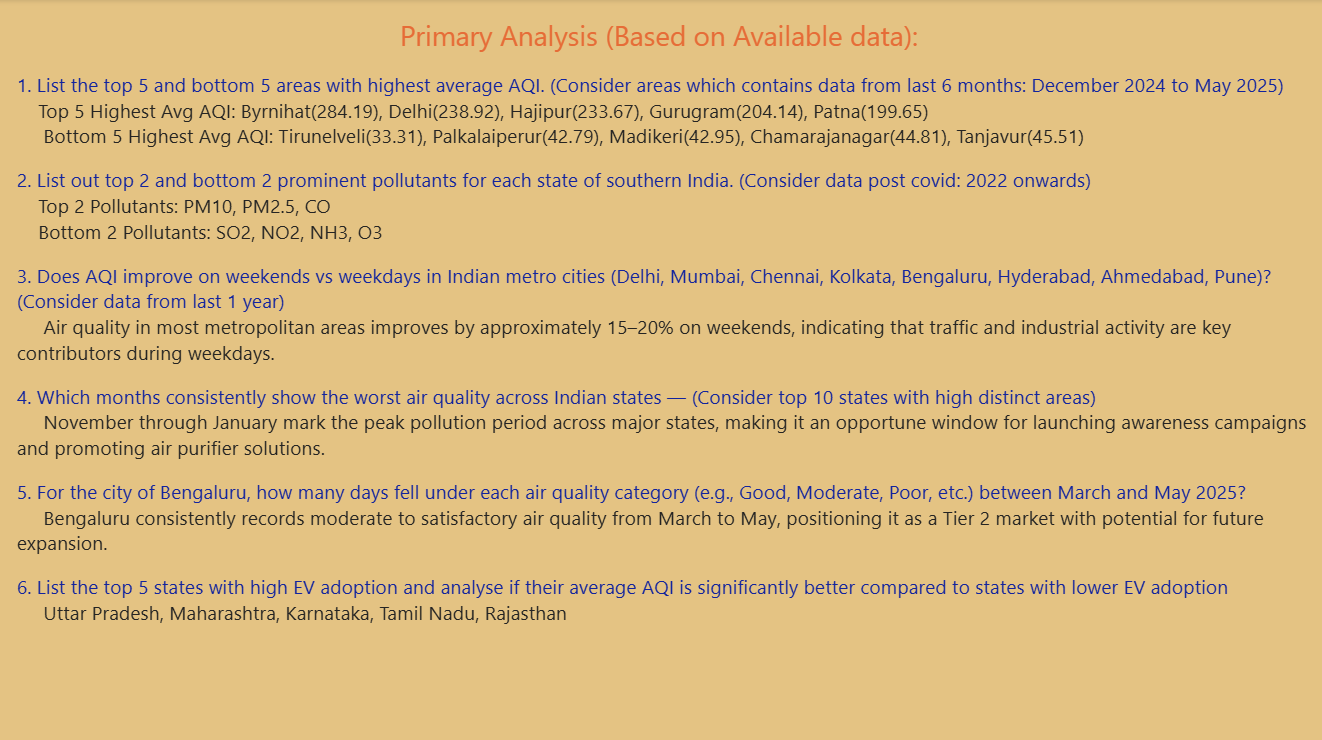 Primary Analysis (Based on Available data):
1. List the top 5 and bottom 5 areas with highest average AQI. (Consider areas which contains data from last 6 months: December 2024 to May 2025)
Top 5 Highest Avg AQI: Byrnihat(284.19), Delhi(238.92), Hajipur(233.67), Gurugram(204.14), Patna(199.65)
Bottom 5 Highest Avg AQI: Tirunelveli(33.31), Palkalaiperur(42.79), Madikeri(42.95), Chamarajanagar(44.81), Tanjavur(45.51)
2. List out top 2 and bottom 2 prominent pollutants for each state of southern India. (Consider data post covid: 2022 onwards)
Top 2 Pollutants: PM10, PM2.5, CO
Bottom 2 Pollutants: SO2, NO2, NH3, O3
3. Does AQI improve on weekends vs weekdays in Indian metro cities (Delhi, Mumbai, Chennai, Kolkata, Bengaluru, Hyderabad, Ahmedabad, Pune)?
(Consider data from last 1 year)
Air quality in most metropolitan areas improves by approximately 15–20% on weekends, indicating that traffic and industrial activity are key
contributors during weekdays.
4. Which months consistently show the worst air quality across Indian states — (Consider top 10 states with high distinct areas)
November through January mark the peak pollution period across major states, making it an opportune window for launching awareness campaigns
and promoting air purifier solutions.
5. For the city of Bengaluru, how many days fell under each air quality category (e.g., Good, Moderate, Poor, etc.) between March and May 2025?
Bengaluru consistently records moderate to satisfactory air quality from March to May, positioning it as a Tier 2 market with potential for future
expansion.
6. List the top 5 states with high EV adoption and analyse if their average AQI is significantly better compared to states with lower EV adoption
Uttar Pradesh, Maharashtra, Karnataka, Tamil Nadu, Rajasthan